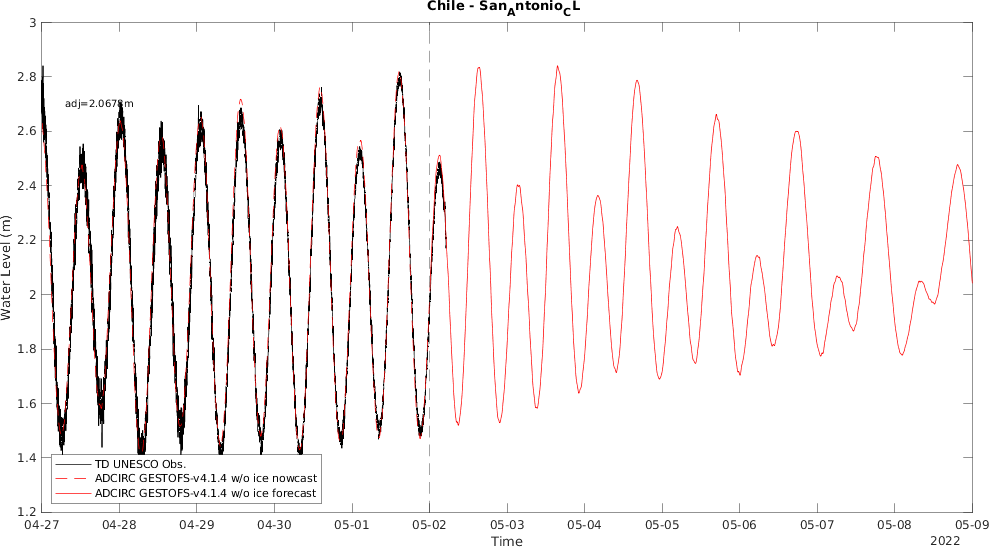 Chile - SanAntonioCL
3
2.8
2.6
2.4
2.2
2
1.8
1.6
1.4
1.2
Water Level (m)
adj=2.0678m
TD UNESCO Obs.
ADCIRC GESTOFS-v4.1.4 w/o ice nowcast
ADCIRC GESTOFS-v4.1.4 w/o ice forecast
04-27 04-28 04-29 04-30 05-01 05-02 05-03 05-04 05-05 05-06 05-07 05-08 05-09
Time
2022